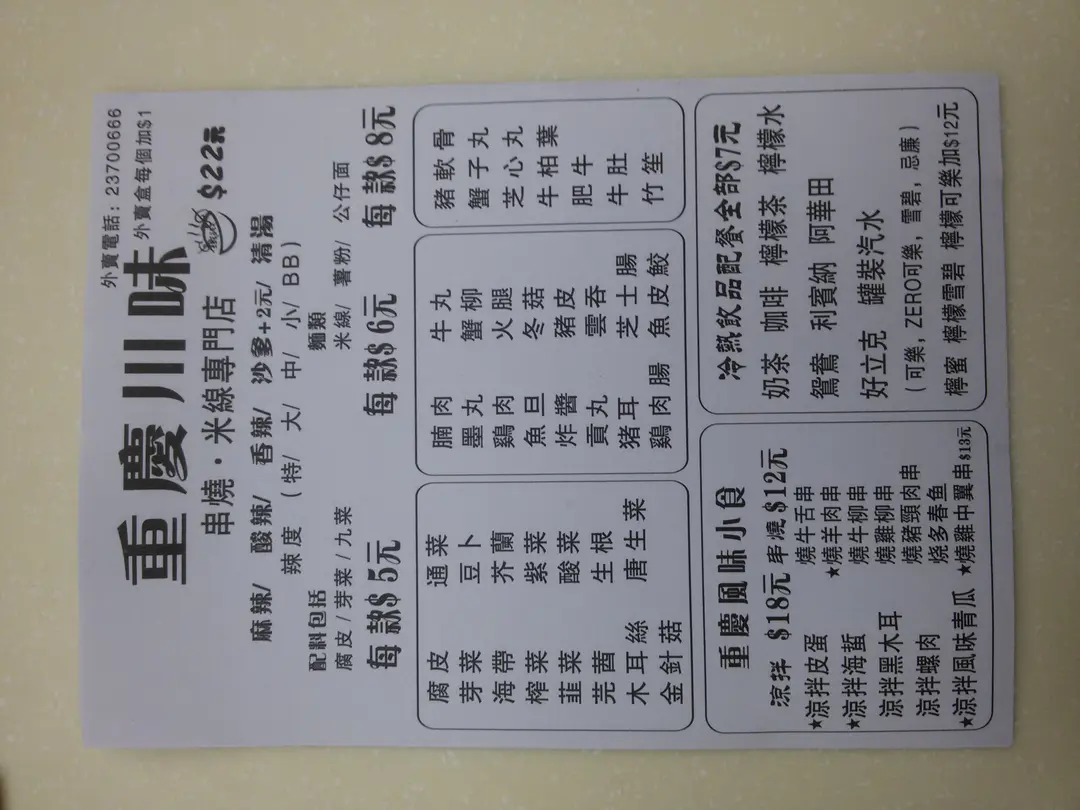 外賣電話：23700666
重慶川味
外賣盒每個加$1
串燒・米線專門店
$22元
麻辣/ 酸辣/ 香辣/ 沙爹+2元/ 清湯
辣度（特/ 大/ 中/ 小/ BB）
配料包括
麵類
腐皮/芽菜/九菜
米線/ 薯粉/ 公仔面
每款$5元
每款$6元
每款$8元
腐皮 通菜
芽菜 豆卜
海帶 芥蘭
榨菜 紫菜
韭菜 酸菜
芫茜 生根
木耳絲 唐生菜
金針菇
腩肉 牛丸
墨丸 蟹柳
鷄肉 火腿
魚旦 冬菇
炸醬 豬皮
貢丸 雲吞
猪耳 芝士腸
鷄肉腸 魚皮鮫
豬軟骨
蟹子丸
芝心丸
牛柏葉
肥牛
牛肚
竹笙
重慶風味小食
涼拌 $18元 串燒$12元
★涼拌皮蛋 燒牛舌串
★涼拌海蜇 ★燒羊肉串
涼拌黑木耳 燒牛柳串
涼拌螺肉 燒雞柳串
★涼拌風味青瓜 燒豬頸肉串
烧多春鱼
★燒雞中翼串$13元
冷熱飲品配餐全部$7元
奶茶 咖啡 檸檬茶 檸檬水
鴛鴦 利賓納 阿華田
好立克 罐裝汽水
（可樂，ZERO可樂，雪碧，忌廉）
檸蜜 檸檬雪碧 檸檬可樂加$12元